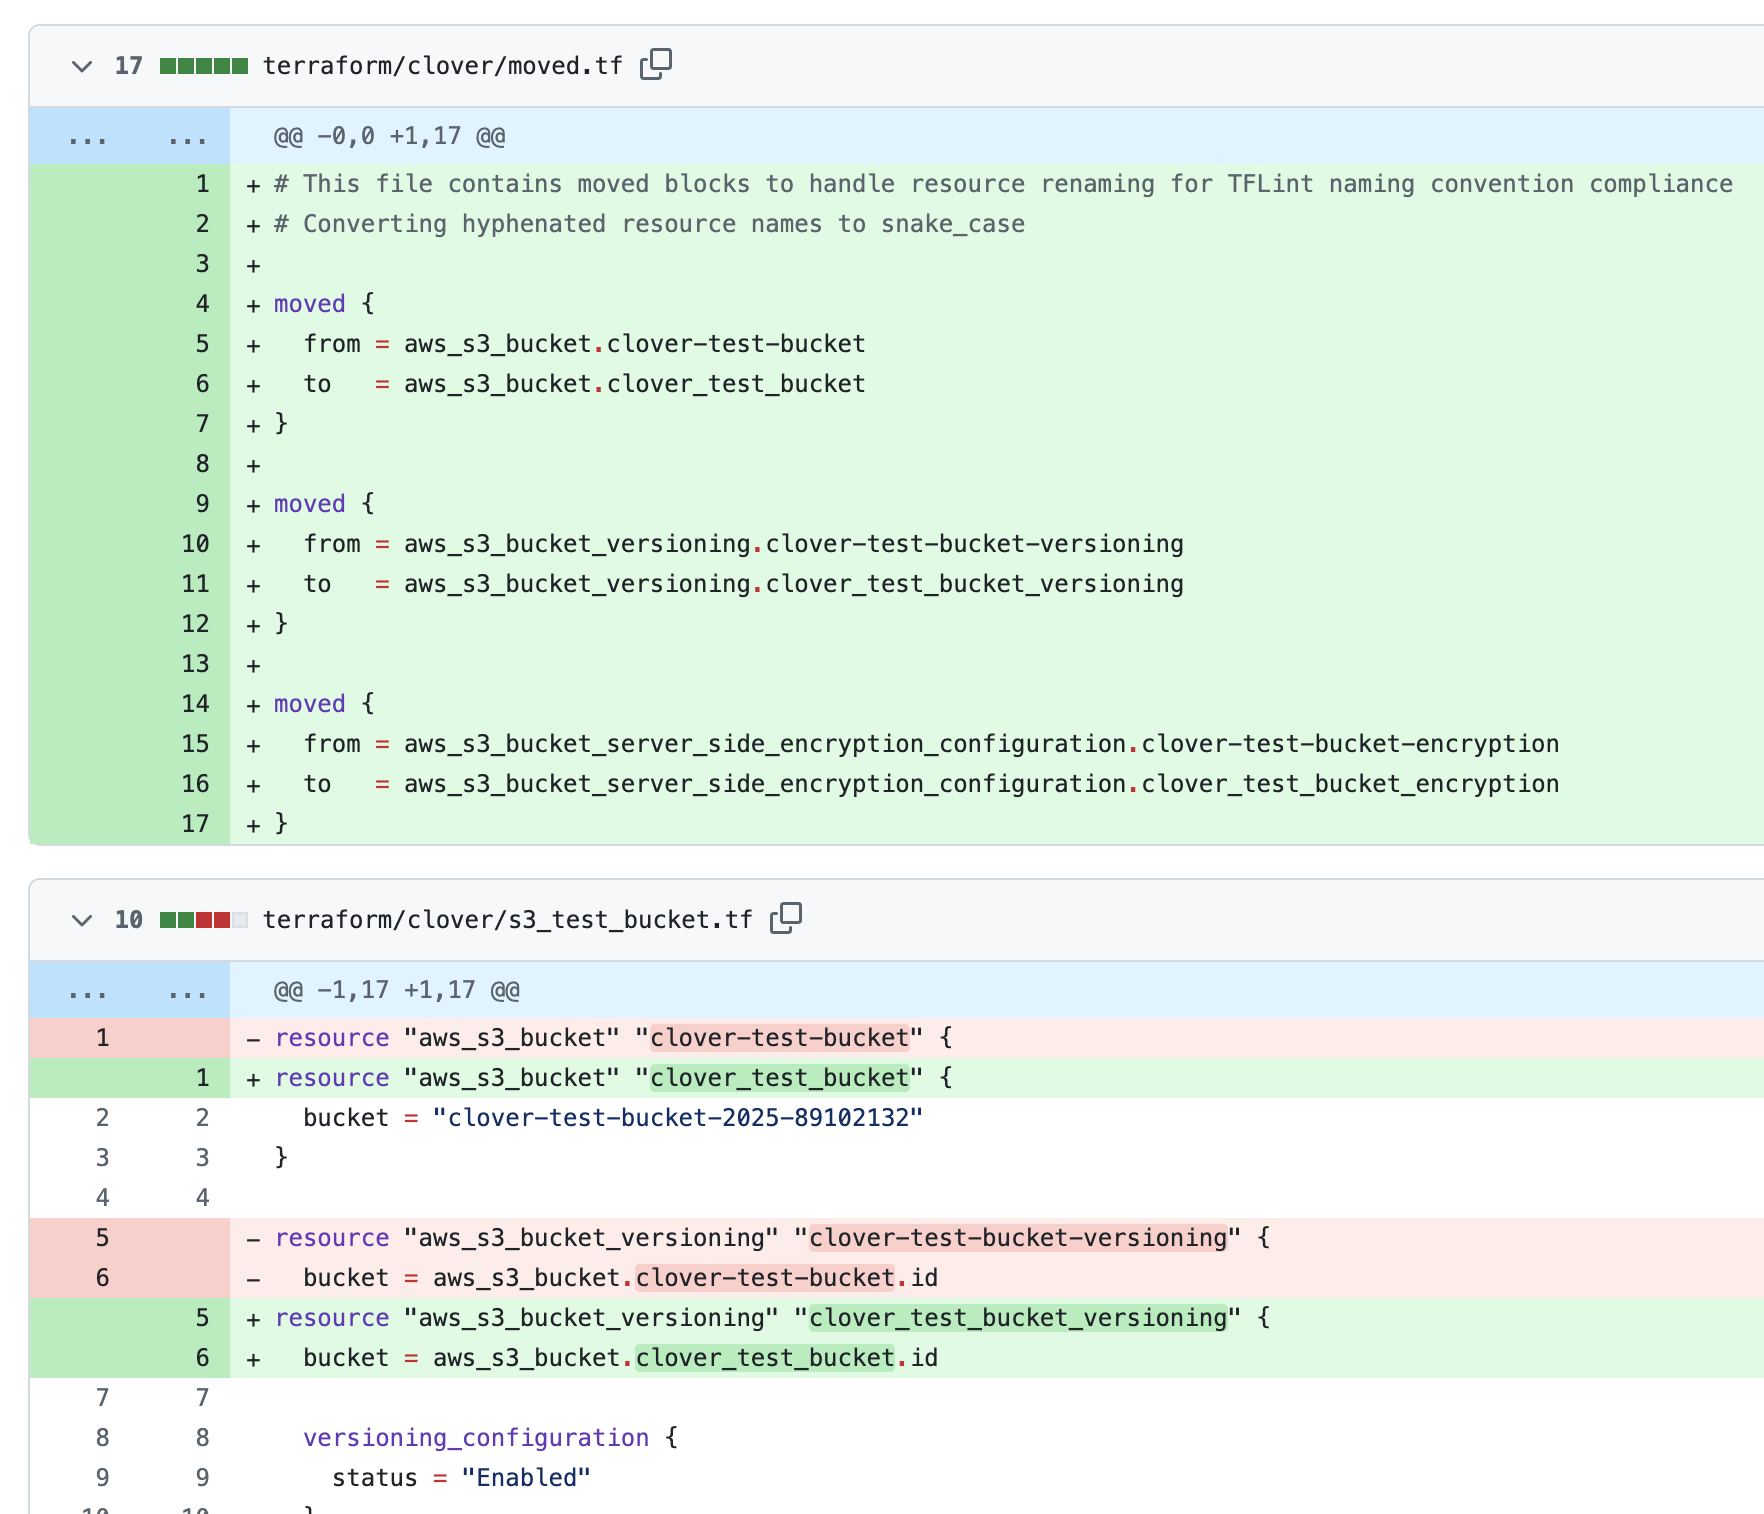 17 terraform/clover/moved.tf
... ... @@ -0,0 +1,17 @@
1 + # This file contains moved blocks to handle resource renaming for TFLint naming convention compliance
2 + # Converting hyphenated resource names to snake_case
3 +
4 + moved {
5 +   from = aws_s3_bucket.clover-test-bucket
6 +   to   = aws_s3_bucket.clover_test_bucket
7 + }
8 +
9 + moved {
10 +   from = aws_s3_bucket_versioning.clover-test-bucket-versioning
11 +   to   = aws_s3_bucket_versioning.clover_test_bucket_versioning
12 + }
13 +
14 + moved {
15 +   from = aws_s3_bucket_server_side_encryption_configuration.clover-test-bucket-encryption
16 +   to   = aws_s3_bucket_server_side_encryption_configuration.clover_test_bucket_encryption
17 + }
10 terraform/clover/s3_test_bucket.tf
... ... @@ -1,17 +1,17 @@
1 - resource "aws_s3_bucket" "clover-test-bucket" {
1 + resource "aws_s3_bucket" "clover_test_bucket" {
2 2   bucket = "clover-test-bucket-2025-89102132"
3 3 }
4 4
5 - resource "aws_s3_bucket_versioning" "clover-test-bucket-versioning" {
6 -   bucket = aws_s3_bucket.clover-test-bucket.id
5 + resource "aws_s3_bucket_versioning" "clover_test_bucket_versioning" {
6 +   bucket = aws_s3_bucket.clover_test_bucket.id
7 7
8 8   versioning_configuration {
9 9     status = "Enabled"
10 10   }